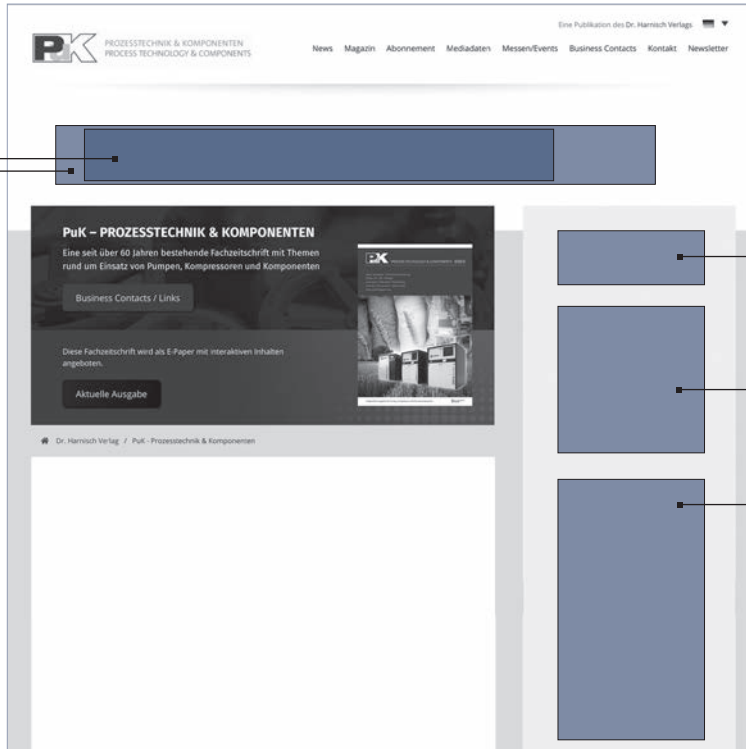 Eine Publikation des Dr. Harnisch Verlags
PuK
PROZESSTECHNIK & KOMPONENTEN
PROCESS TECHNOLOGY & COMPONENTS
News Magazin Abonnement Mediadaten Messen/Events Business Contacts Kontakt Newsletter
PuK – PROZESSTECHNIK & KOMPONENTEN
Eine seit über 60 Jahren bestehende Fachzeitschrift mit Themen
rund um Einsatz von Pumpen, Kompressoren und Komponenten
Business Contacts / Links
PuK
Diese Fachzeitschrift wird als E-Paper mit interaktiven Inhalten
angeboten.
Aktuelle Ausgabe
Dr. Harnisch Verlag / PuK - Prozesstechnik & Komponenten